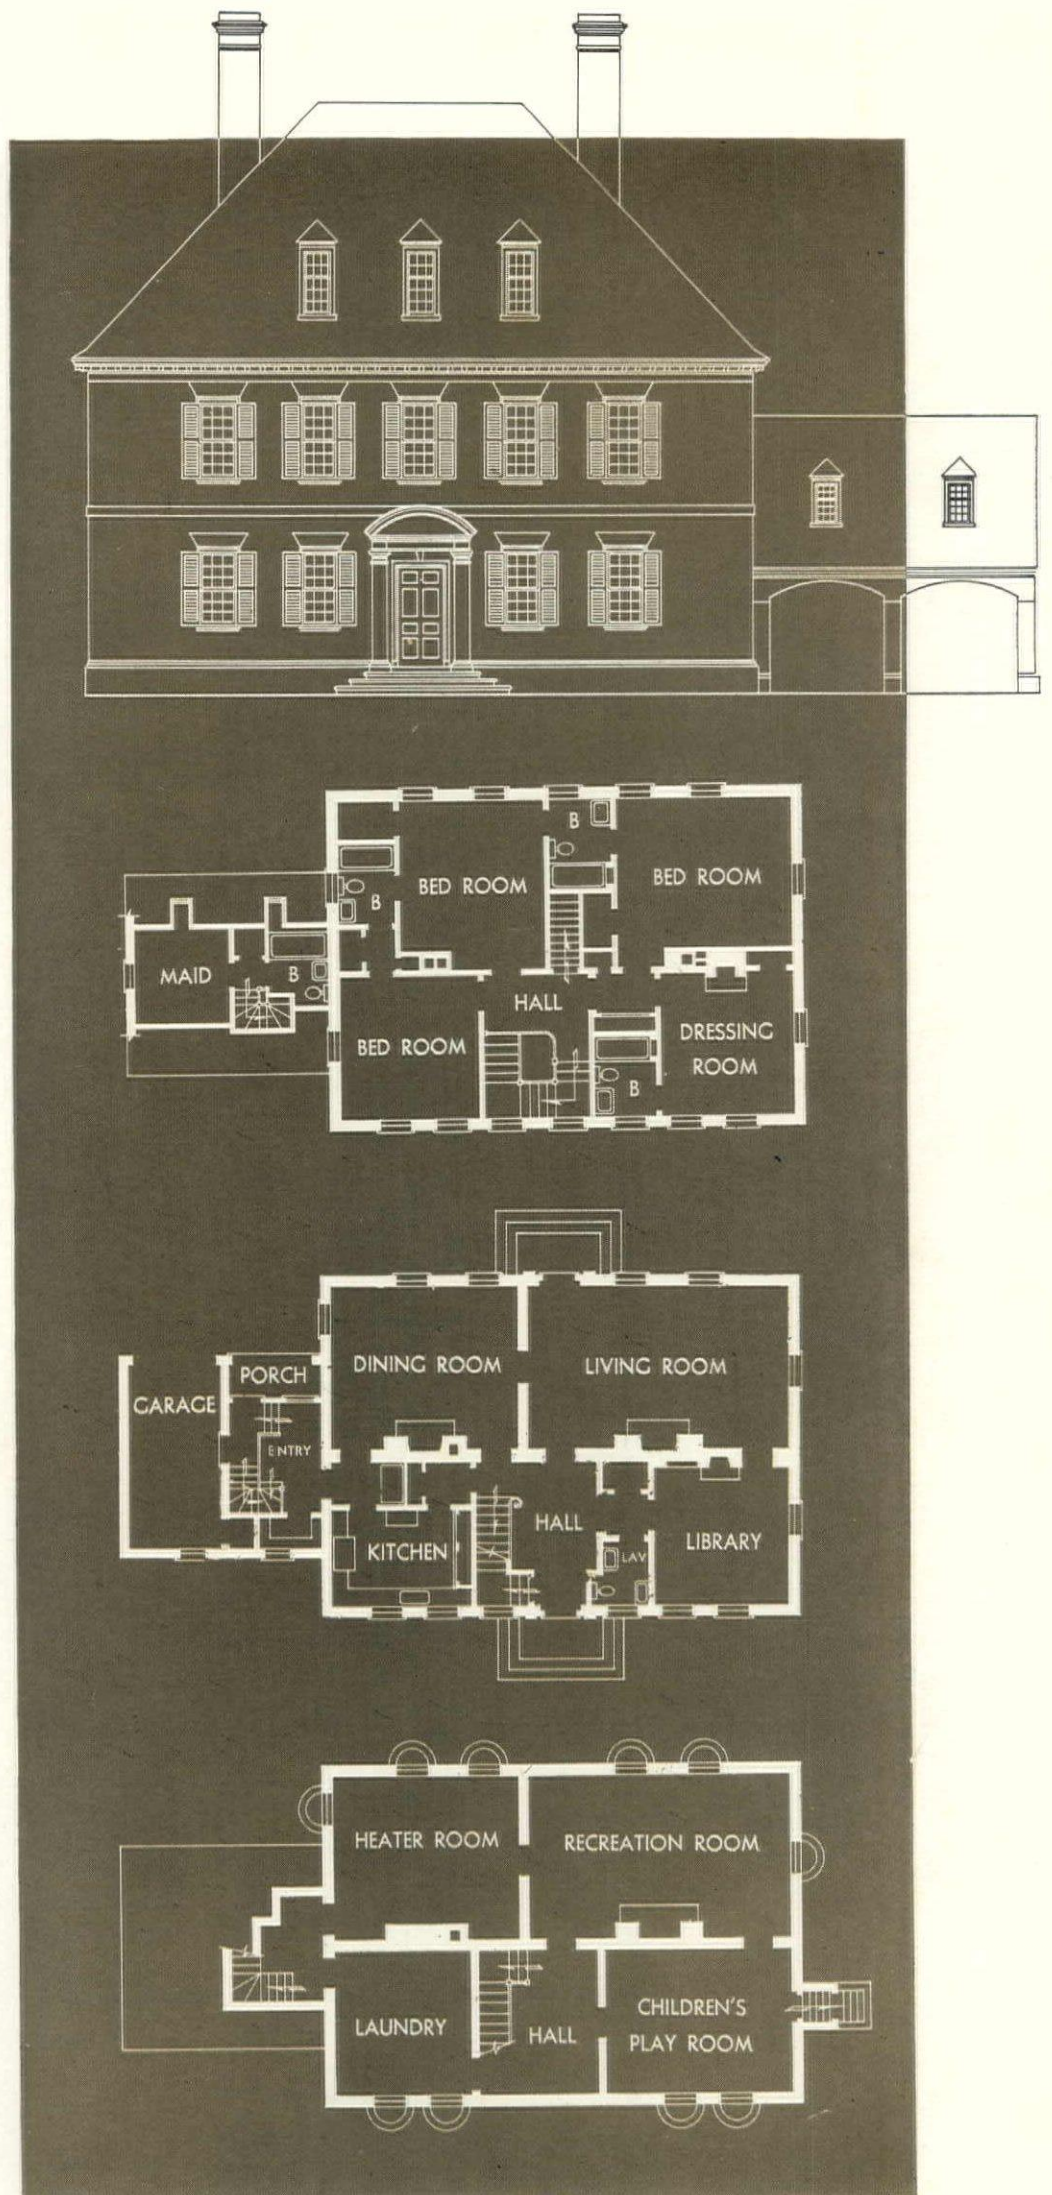 B
BED ROOM
BED ROOM
B
MAID
B
HALL
BED ROOM
DRESSING
ROOM
B
DINING ROOM
LIVING ROOM
PORCH
GARAGE
ENTRY
HALL
KITCHEN
LAV
LIBRARY
HEATER ROOM
RECREATION ROOM
LAUNDRY
HALL
CHILDREN'S
PLAY ROOM